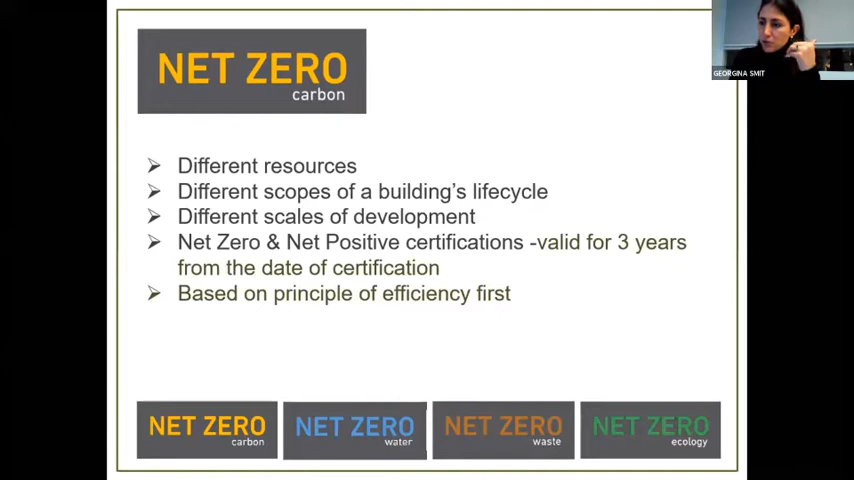 NET ZERO
carbon
GEORGINA SMIT
Different resources
Different scopes of a building's lifecycle
Different scales of development
Net Zero & Net Positive certifications -valid for 3 years
from the date of certification
Based on principle of efficiency first
NET ZERO
carbon
NET ZERO
water
NET ZERO
waste
NET ZERO
ecology